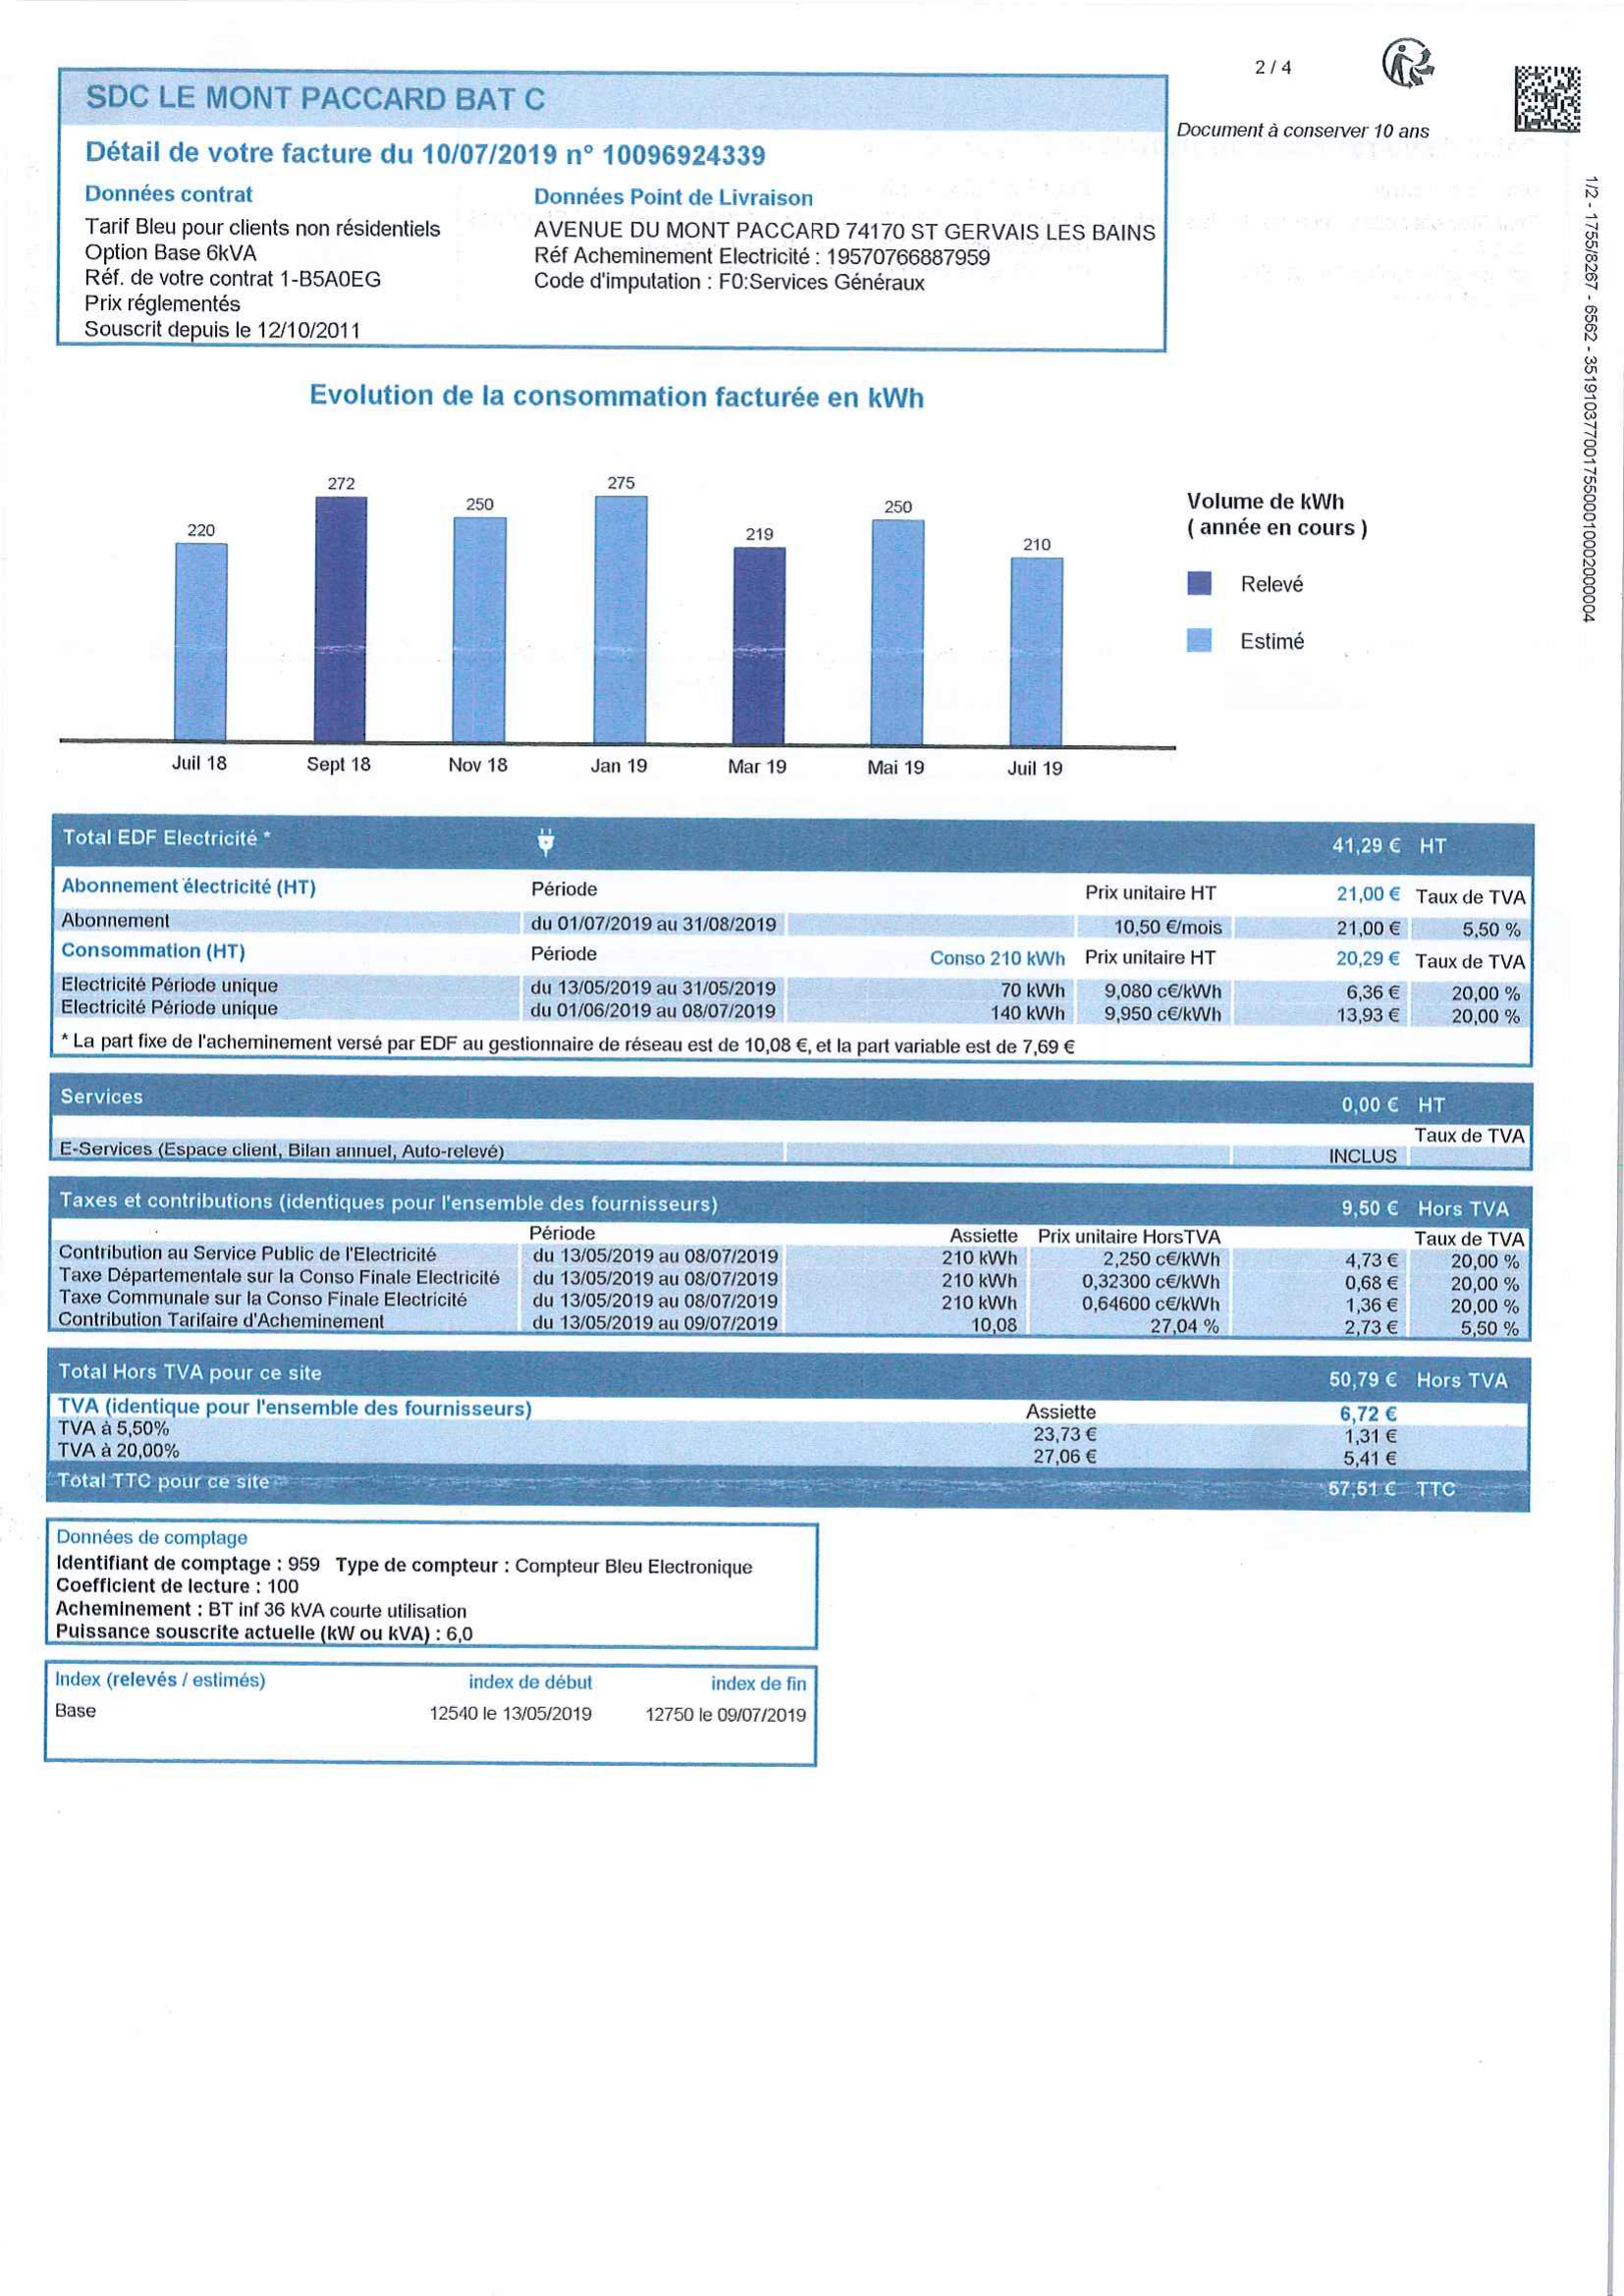 2 / 4
Document à conserver 10 ans
1/2 - 1755/8267 - 6562 - 3519103770017550001000200004
SDC LE MONT PACCARD BAT C
Détail de votre facture du 10/07/2019 n° 10096924339
Données contrat
Tarif Bleu pour clients non résidentiels
Option Base 6kVA
Réf. de votre contrat 1-B5A0EG
Prix réglementés
Souscrit depuis le 12/10/2011
Données Point de Livraison
AVENUE DU MONT PACCARD 74170 ST GERVAIS LES BAINS
Réf Acheminement Electricité : 19570766887959
Code d'imputation : F0:Services Généraux
Evolution de la consommation facturée en kWh
220 272 250 275 219 250 210
Juil 18 Sept 18 Nov 18 Jan 19 Mar 19 Mai 19 Juil 19
Volume de kWh
( année en cours )
Relevé
Estimé
Total EDF Electricité * 41,29 € HT
Abonnement électricité (HT) Période Prix unitaire HT 21,00 € Taux de TVA
Abonnement du 01/07/2019 au 31/08/2019 10,50 €/mois 21,00 € 5,50 %
Consommation (HT) Période Conso 210 kWh Prix unitaire HT 20,29 € Taux de TVA
Electricité Période unique du 13/05/2019 au 31/05/2019 70 kWh 9,080 c€/kWh 6,36 € 20,00 %
Electricité Période unique du 01/06/2019 au 08/07/2019 140 kWh 9,950 c€/kWh 13,93 € 20,00 %
* La part fixe de l'acheminement versé par EDF au gestionnaire de réseau est de 10,08 €, et la part variable est de 7,69 €
Services 0,00 € HT
Taux de TVA
E-Services (Espace client, Bilan annuel, Auto-relevé) INCLUS
Taxes et contributions (identiques pour l'ensemble des fournisseurs) 9,50 € Hors TVA
Période Assiette Prix unitaire HorsTVA Taux de TVA
Contribution au Service Public de l'Electricité du 13/05/2019 au 08/07/2019 210 kWh 2,250 c€/kWh 4,73 € 20,00 %
Taxe Départementale sur la Conso Finale Electricité du 13/05/2019 au 08/07/2019 210 kWh 0,32300 c€/kWh 0,68 € 20,00 %
Taxe Communale sur la Conso Finale Electricité du 13/05/2019 au 08/07/2019 210 kWh 0,64600 c€/kWh 1,36 € 20,00 %
Contribution Tarifaire d'Acheminement du 13/05/2019 au 09/07/2019 10,08 27,04 % 2,73 € 5,50 %
Total Hors TVA pour ce site 50,79 € Hors TVA
TVA (identique pour l'ensemble des fournisseurs) Assiette 6,72 €
TVA à 5,50% 23,73 € 1,31 €
TVA à 20,00% 27,06 € 5,41 €
Total TTC pour ce site 57,51 € TTC
Données de comptage
Identifiant de comptage : 959 Type de compteur : Compteur Bleu Electronique
Coefficient de lecture : 100
Acheminement : BT inf 36 kVA courte utilisation
Puissance souscrite actuelle (kW ou kVA) : 6,0
Index (relevés / estimés) index de début index de fin
Base 12540 le 13/05/2019 12750 le 09/07/2019